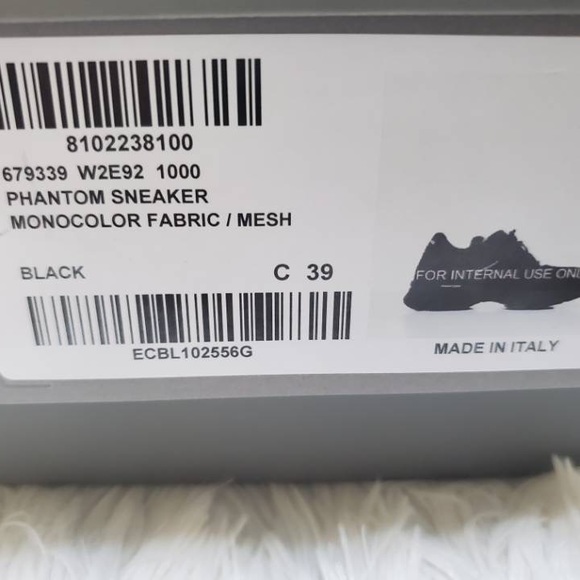 8102238100
679339 W2E92 1000
PHANTOM SNEAKER
MONOCOLOR FABRIC / MESH
BLACK C 39
FOR INTERNAL USE ONL
ECBL102556G
MADE IN ITALY